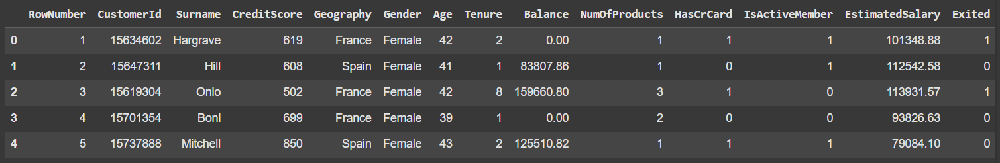 RowNumber CustomerId Surname CreditScore Geography Gender Age Tenure Balance NumOfProducts HasCrCard IsActiveMember EstimatedSalary Exited
0 1 15634602 Hargrave 619 France Female 42 2 0.00 1 1 1 101348.88 1
1 2 15647311 Hill 608 Spain Female 41 1 83807.86 1 0 1 112542.58 0
2 3 15619304 Onio 502 France Female 42 8 159660.80 3 1 0 113931.57 1
3 4 15701354 Boni 699 France Female 39 1 0.00 2 0 0 93826.63 0
4 5 15737888 Mitchell 850 Spain Female 43 2 125510.82 1 1 1 79084.10 0